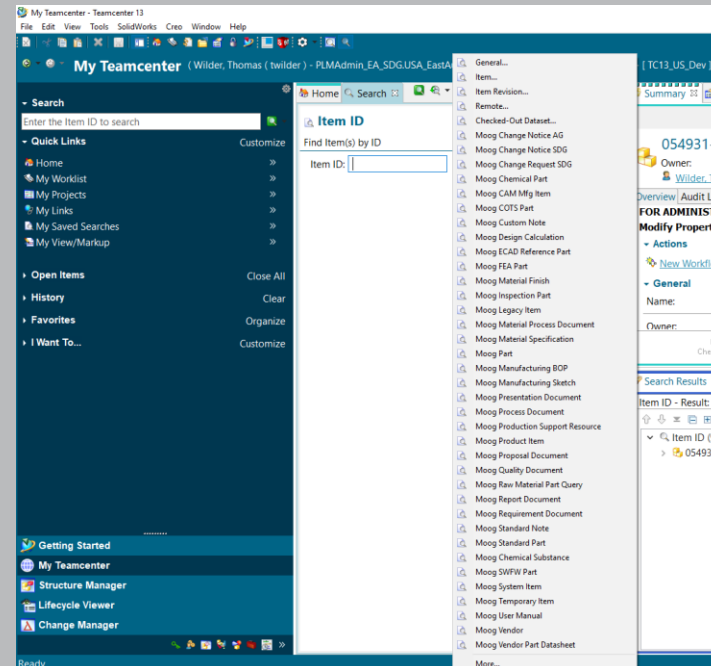 My Teamcenter - Teamcenter 13
File Edit View Tools SolidWorks Creo Window Help
My Teamcenter ( Wilder, Thomas ( twilder ) - PLMAdmin_EA_SDG.USA_EastA
[ TC13_US_Dev ]
Search
Enter the Item ID to search
Quick Links Customize
Home »
My Worklist »
My Projects »
My Links »
My Saved Searches »
My View/Markup »
Open Items Close All
History Clear
Favorites Organize
I Want To... Customize
Getting Started
My Teamcenter
Structure Manager
Lifecycle Viewer
Change Manager
»
Ready
Home Search
Item ID
Find Item(s) by ID
Item ID:
General...
Item...
Item Revision...
Remote...
Checked-Out Dataset...
Moog Change Notice AG
Moog Change Notice SDG
Moog Change Request SDG
Moog Chemical Part
Moog CAM Mfg Item
Moog COTS Part
Moog Custom Note
Moog Design Calculation
Moog ECAD Reference Part
Moog FEA Part
Moog Material Finish
Moog Inspection Part
Moog Legacy Item
Moog Material Process Document
Moog Material Specification
Moog Part
Moog Manufacturing BOP
Moog Manufacturing Sketch
Moog Presentation Document
Moog Process Document
Moog Production Support Resource
Moog Product Item
Moog Proposal Document
Moog Quality Document
Moog Raw Material Part Query
Moog Report Document
Moog Requirement Document
Moog Standard Note
Moog Standard Part
Moog Chemical Substance
Moog SWFW Part
Moog System Item
Moog Temporary Item
Moog User Manual
Moog Vendor
Moog Vendor Part Datasheet
More...
Summary
054931-
Owner:
Wilder,
Overview Audit L
FOR ADMINIST
Modify Propert
Actions
New Workfl
General
Name:
Owner:
Che
Search Results
Item ID - Result:
Item ID (
05493